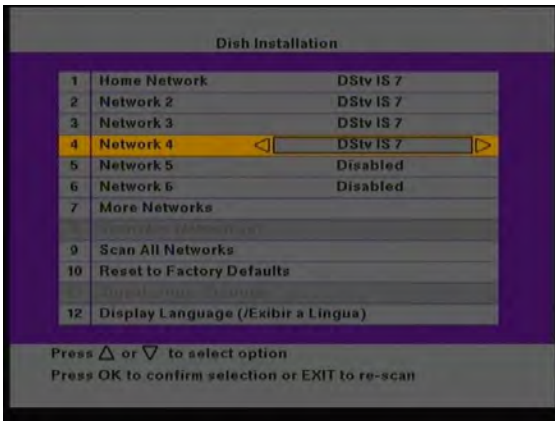 Dish Installation
1 Home Network DStv IS 7
2 Network 2 DStv IS 7
3 Network 3 DStv IS 7
4 Network 4 DStv IS 7
5 Network 5 Disabled
6 Network 6 Disabled
7 More Networks
9 Scan All Networks
10 Reset to Factory Defaults
12 Display Language (/Exibir a Lingua)
Press △ or ▽ to select option
Press OK to confirm selection or EXIT to re-scan